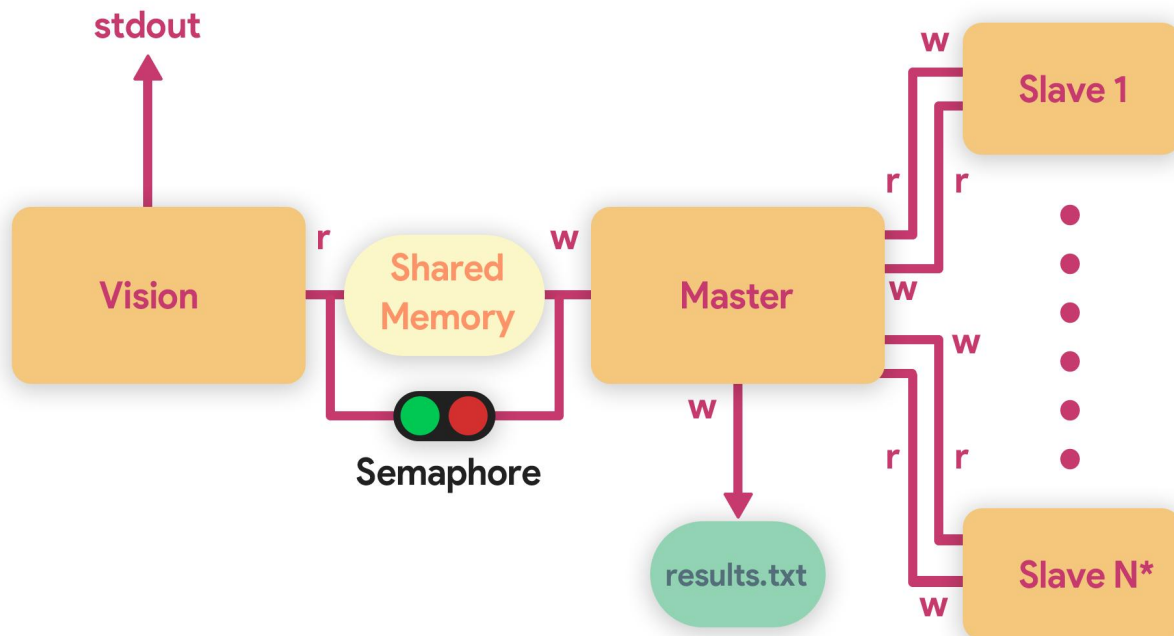 stdout
w
Slave 1
r
r
Vision
r
Shared
Memory
w
Master
w
w
w
Semaphore
r
r
results.txt
Slave N*
w